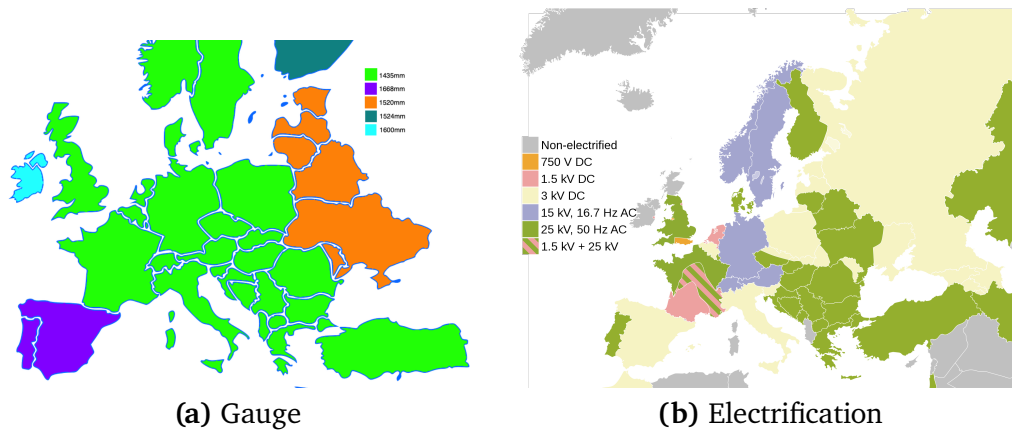 1435mm
1668mm
1520mm
1524mm
1600mm
Non-electrified
750 V DC
1.5 kV DC
3 kV DC
15 kV, 16.7 Hz AC
25 kV, 50 Hz AC
1.5 kV + 25 kV
(a) Gauge
(b) Electrification